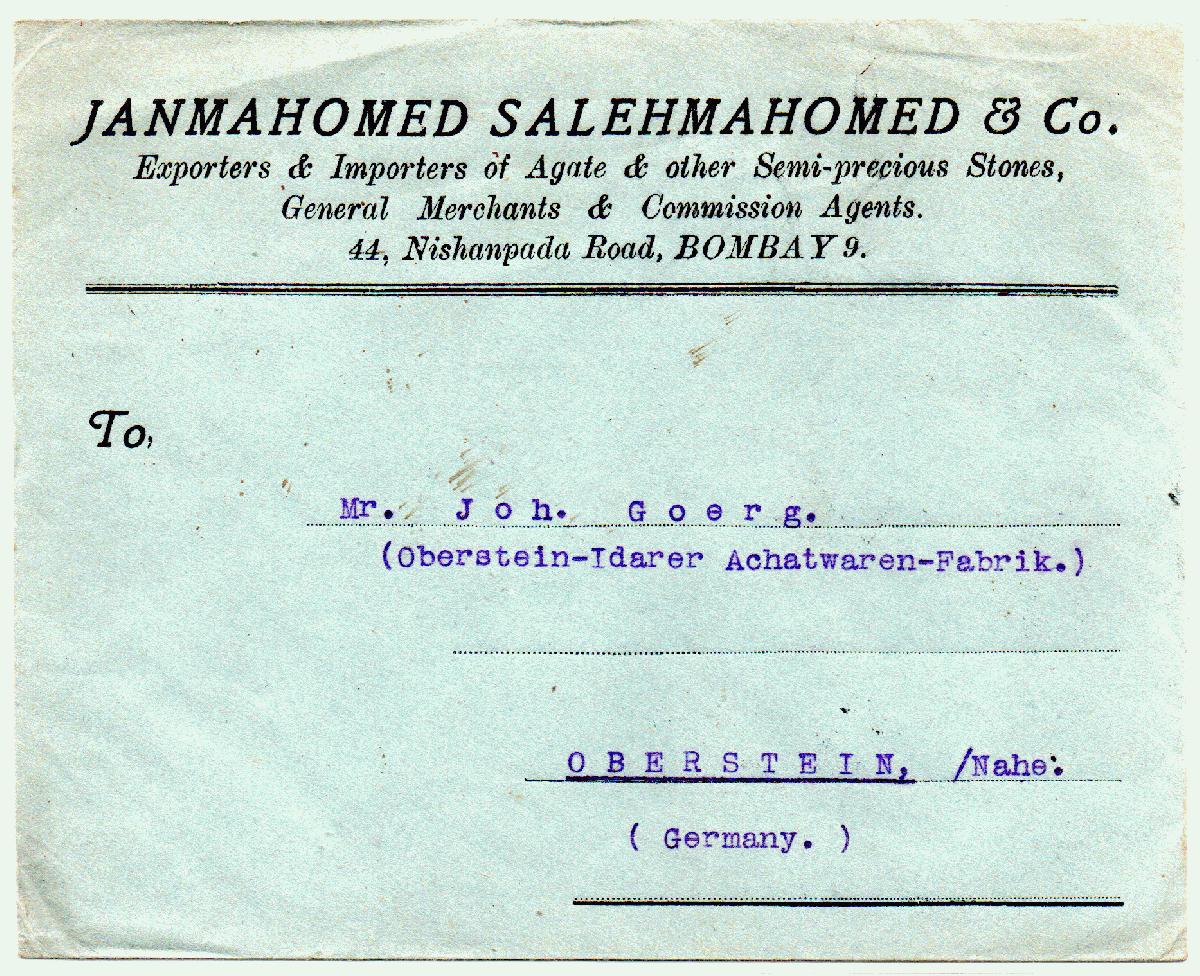 JANMAHOMED SALEHMAHOMED & Co.
Exporters & Importers of Agate & other Semi-precious Stones,
General Merchants & Commission Agents.
44, Nishanpada Road, BOMBAY 9.
To,
Mr. Joh. Goerg.
(Oberstein-Idarer Achatwaren-Fabrik.)
OBERSTEIN, /Nahe.
( Germany. )